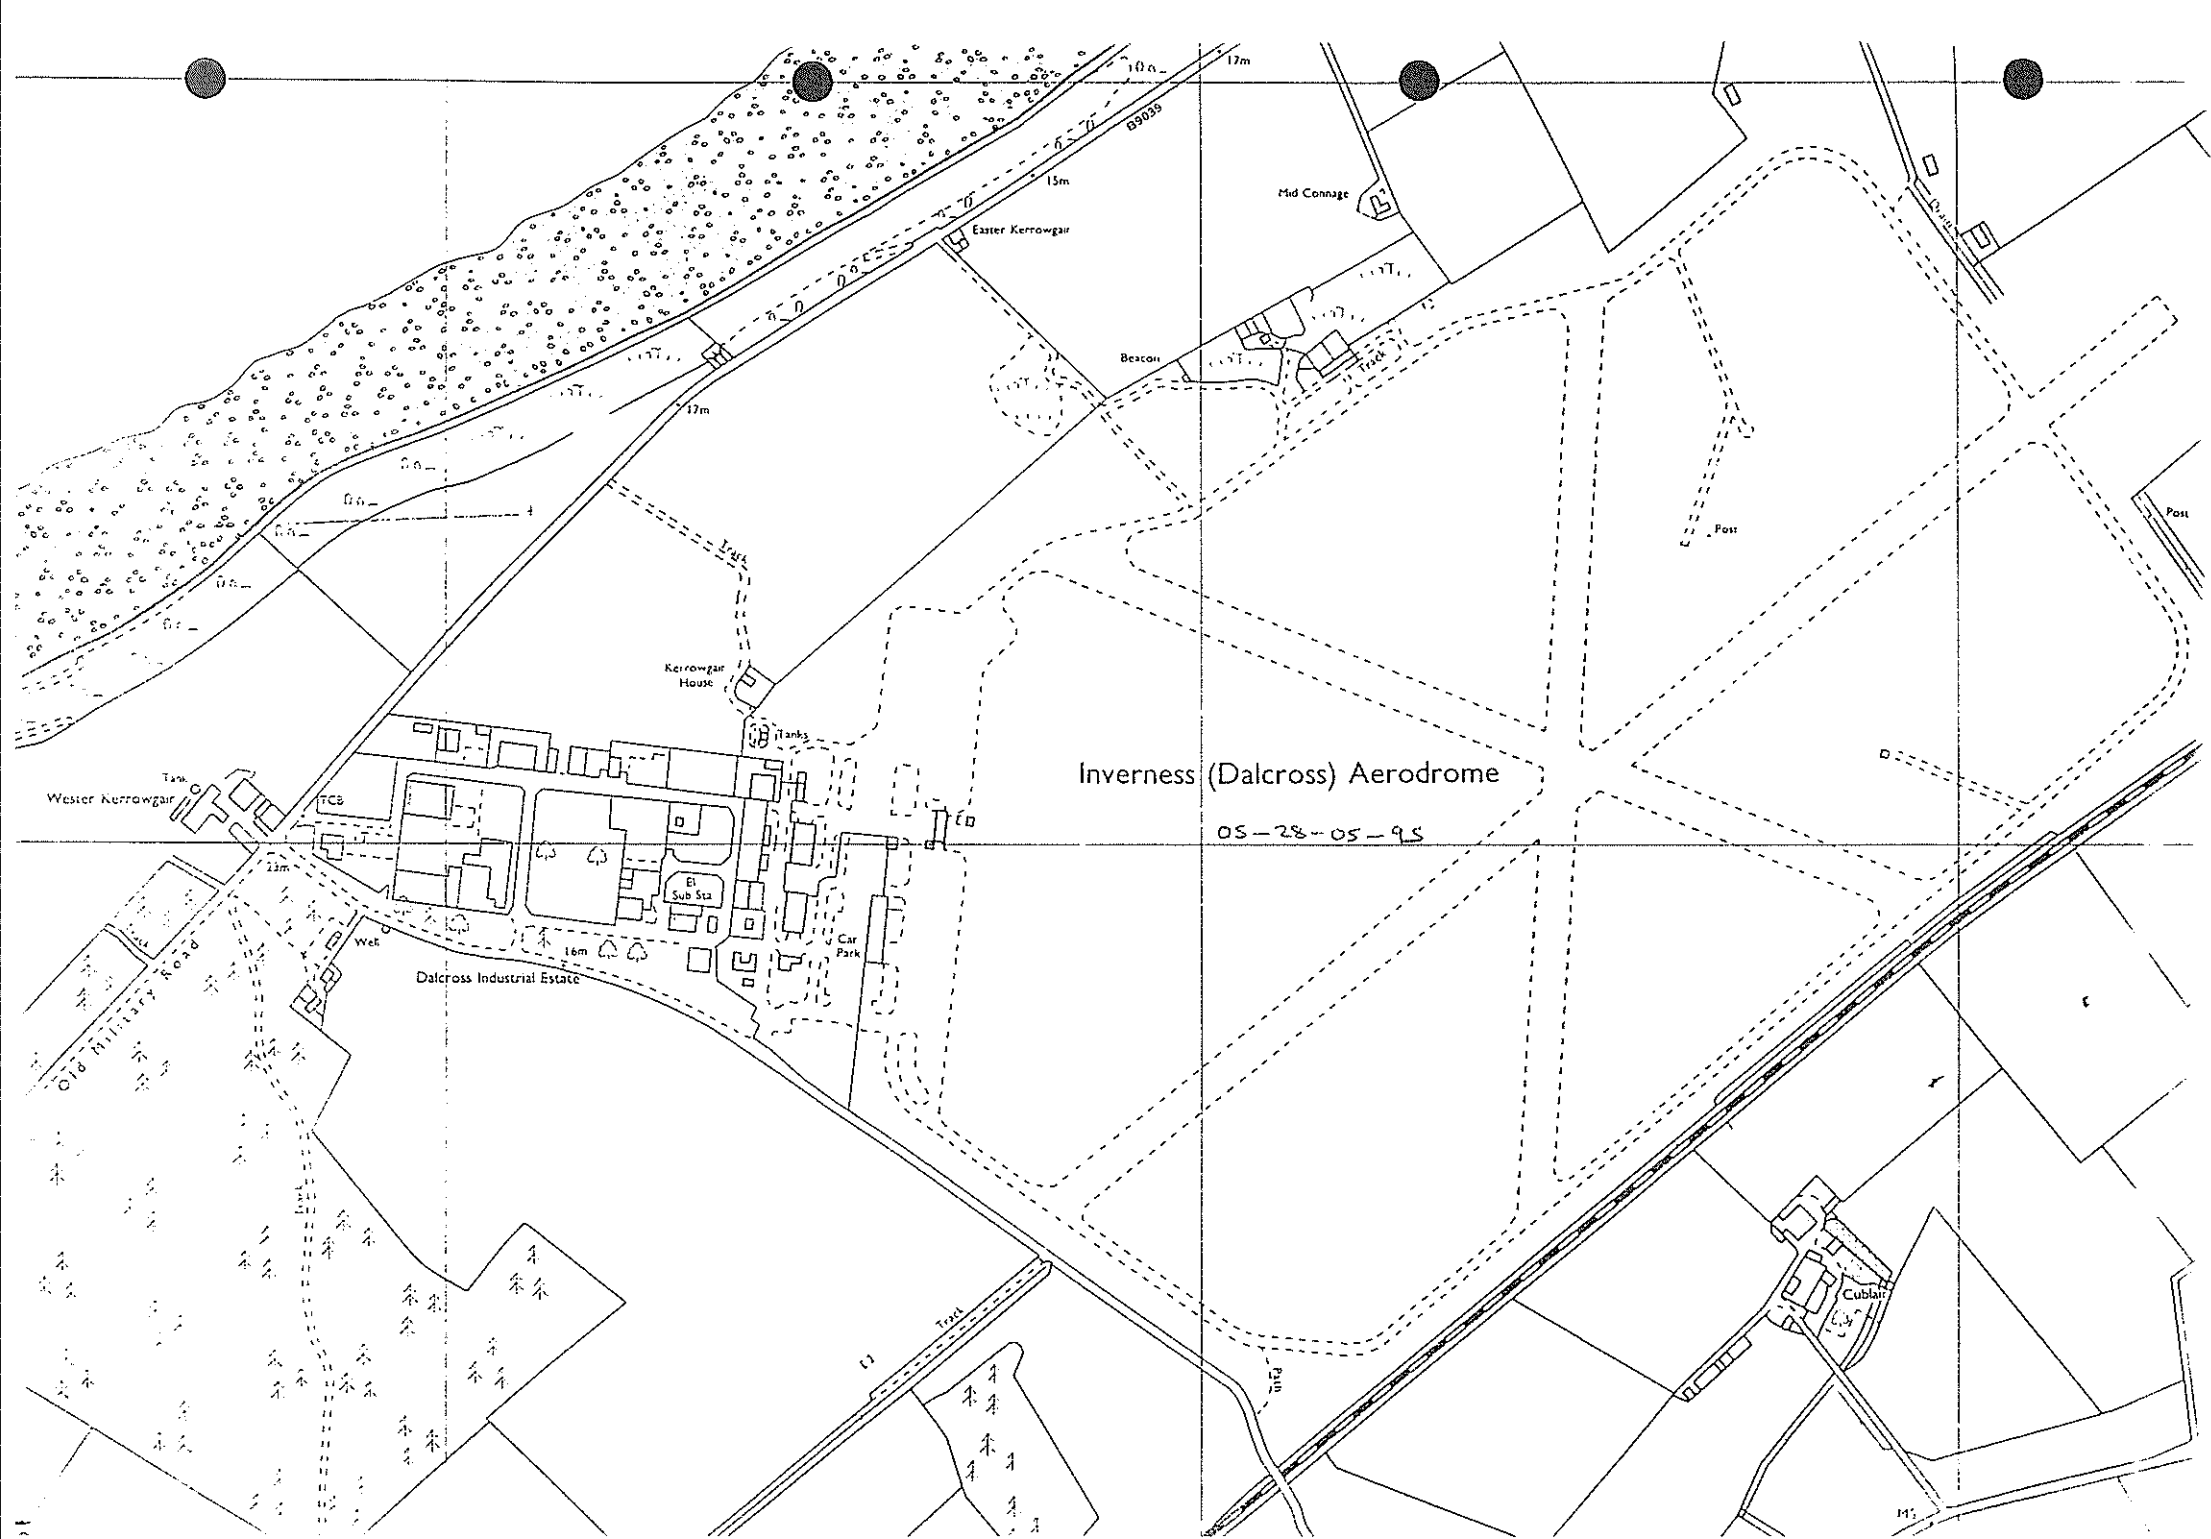 17m
B9039
15m
Mid Connage
Easter Kerrowgair
Drain
Beacon
Track
17m
Post
Post
Track
Kerrowgair
House
Tanks
Inverness (Dalcross) Aerodrome
05-28-05-95
Tank
Wester Kerrowgair
TCB
23m
El
Sub Sta
Well
Car
Park
16m
Dalcross Industrial Estate
Old Military Road
Track
Track
Cublair
Path